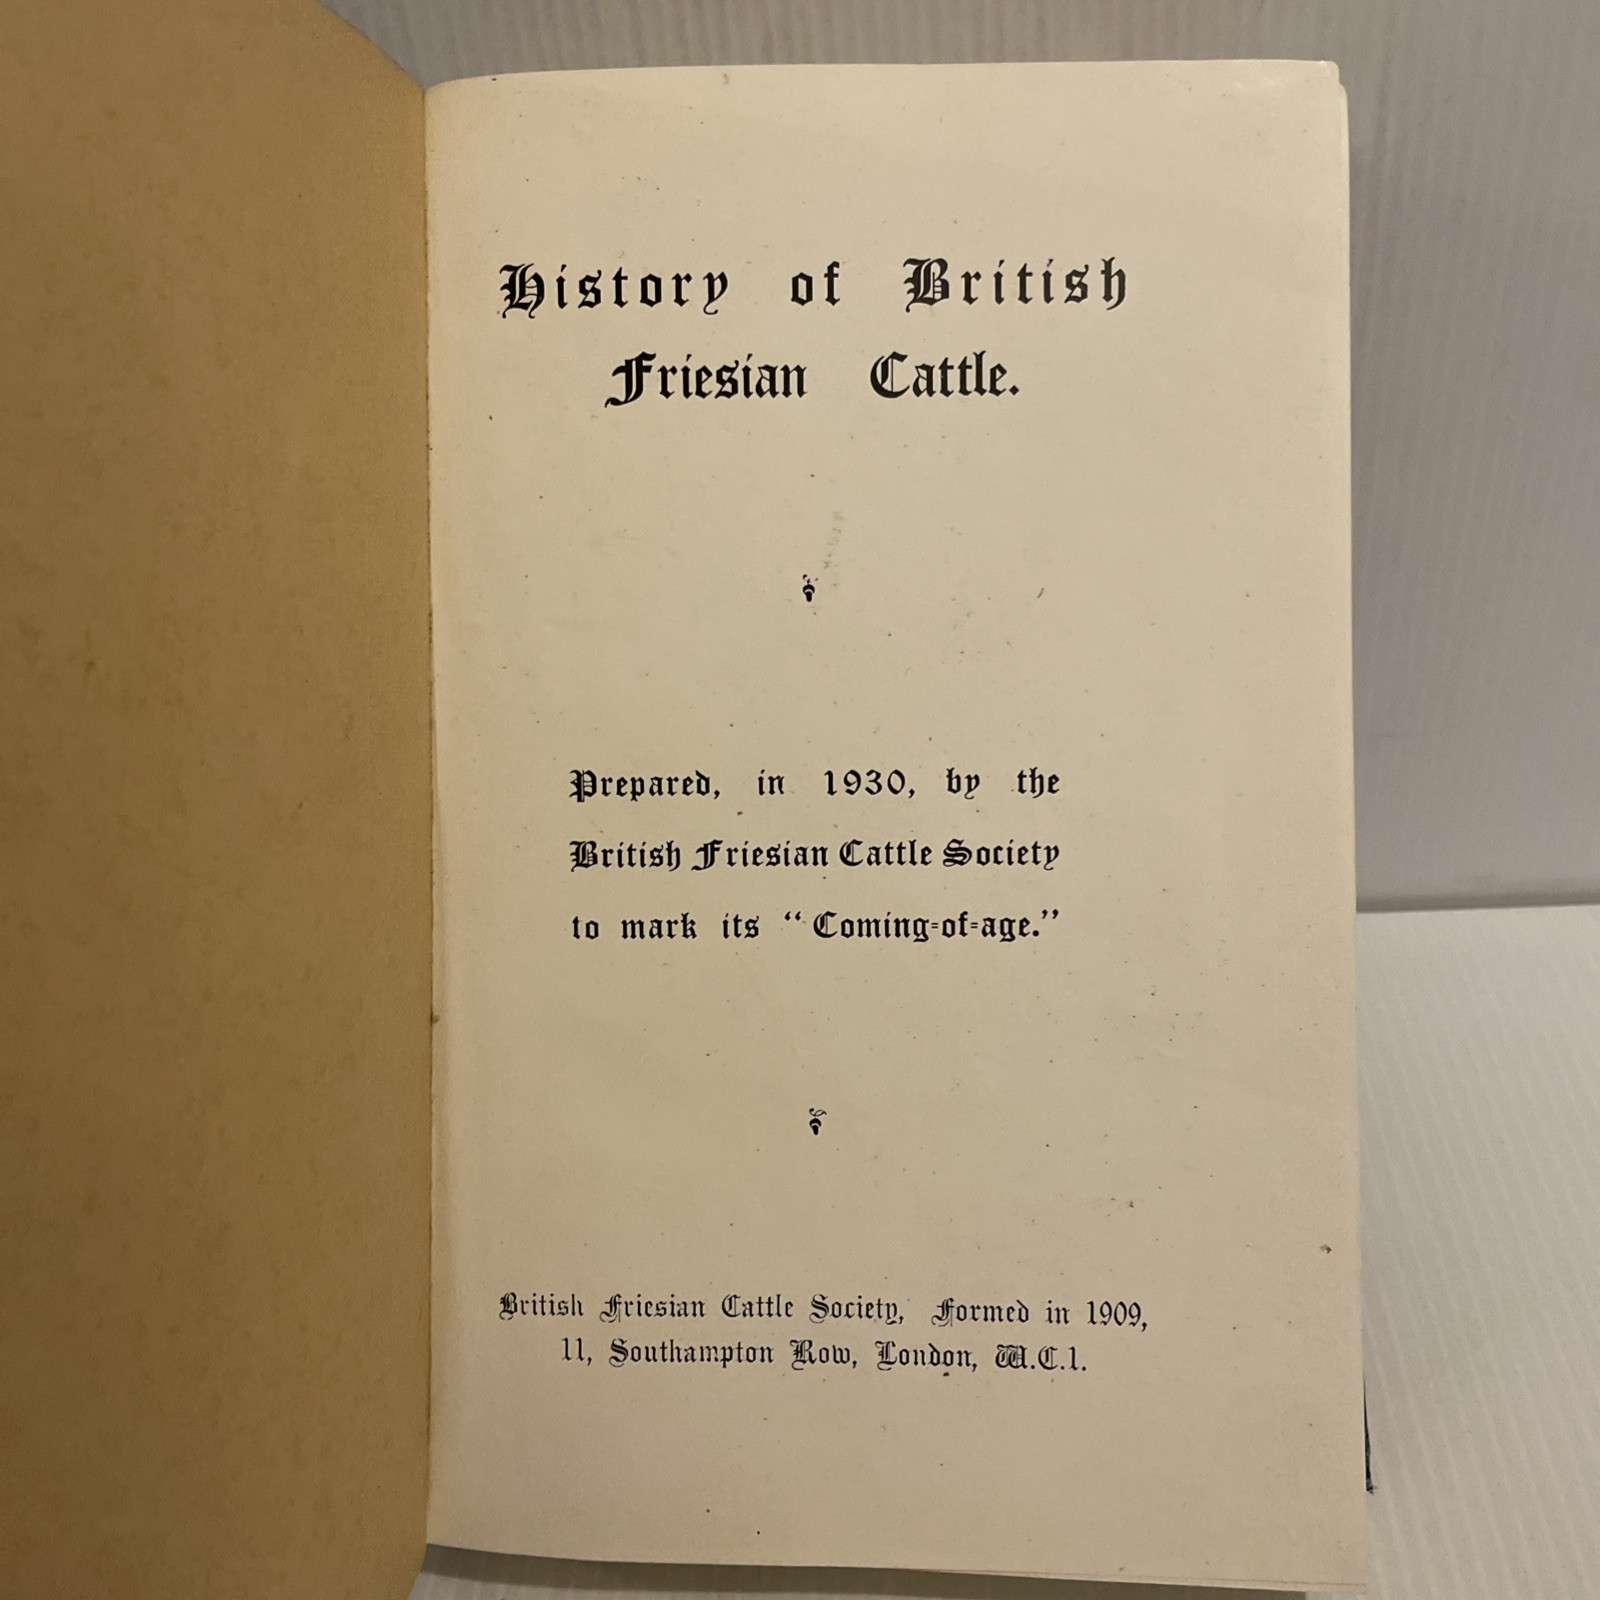 History of British
Friesian Cattle.
Prepared, in 1930, by the
British Friesian Cattle Society
to mark its "Coming-of-age."
British Friesian Cattle Society, Formed in 1909,
11, Southampton Row, London, W.C.1.